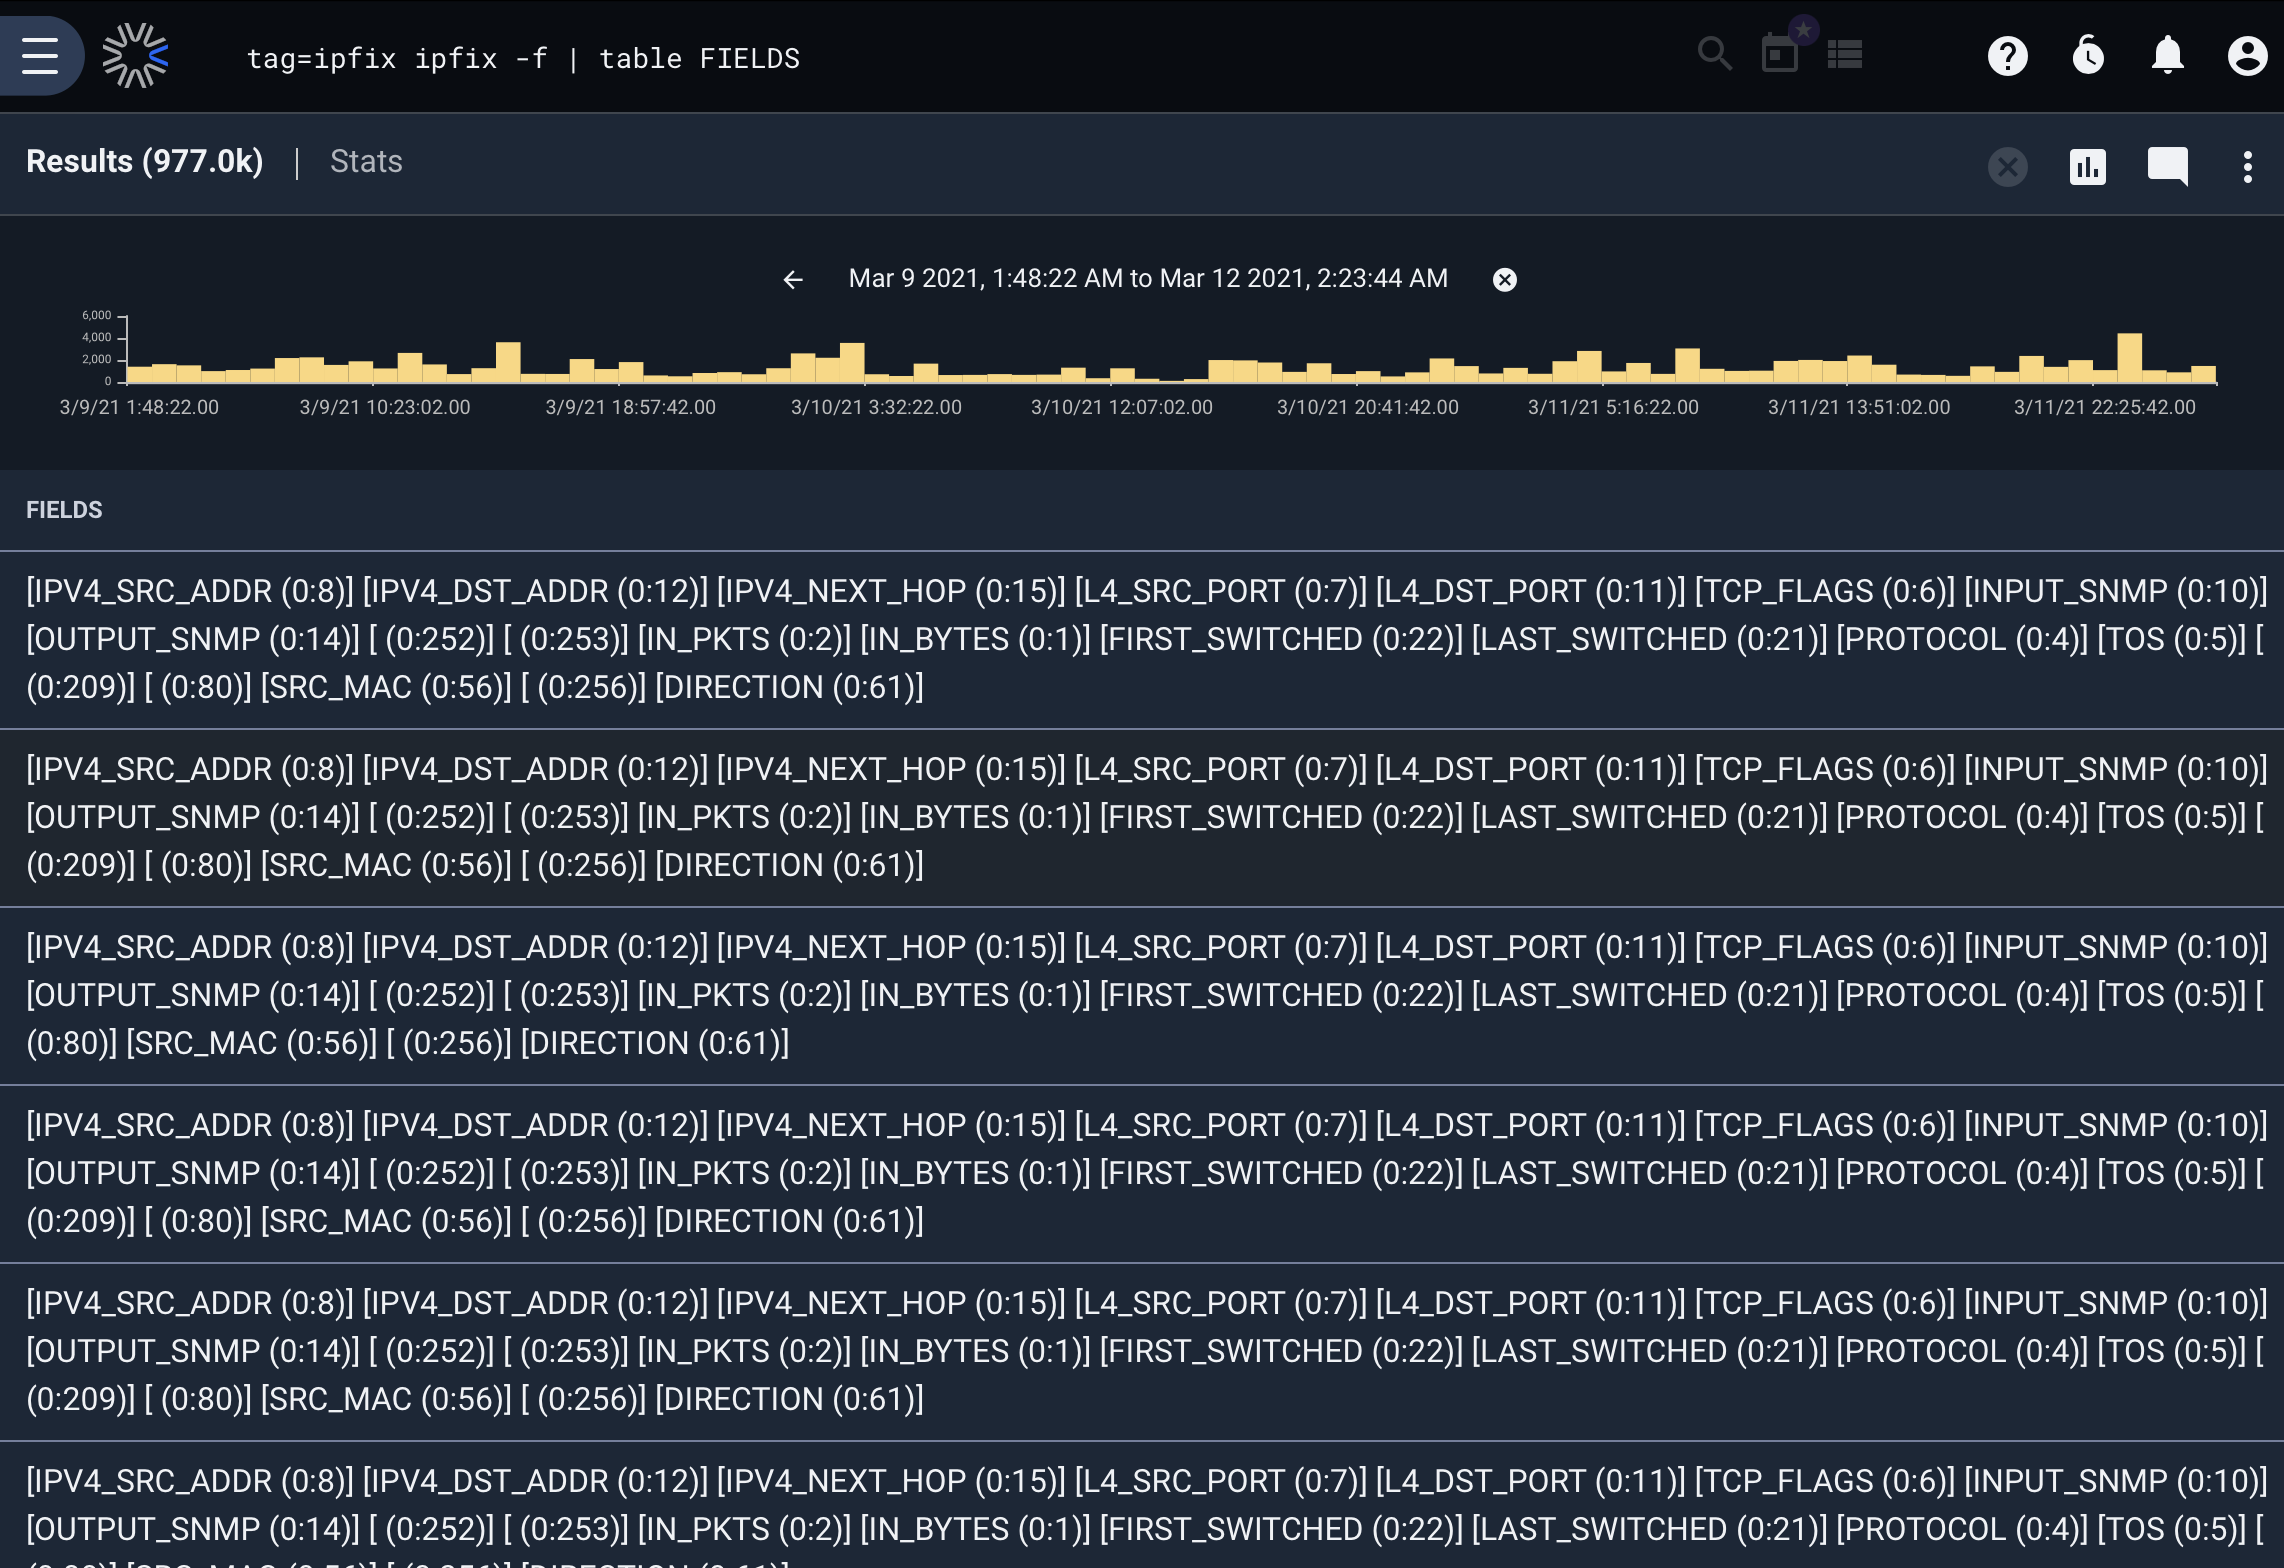 tag=ipfix ipfix -f | table FIELDS
Results (977.0k) | Stats
Mar 9 2021, 1:48:22 AM to Mar 12 2021, 2:23:44 AM
6,000
4,000
2,000
0
3/9/21 1:48:22.00 3/9/21 10:23:02.00 3/9/21 18:57:42.00 3/10/21 3:32:22.00 3/10/21 12:07:02.00 3/10/21 20:41:42.00 3/11/21 5:16:22.00 3/11/21 13:51:02.00 3/11/21 22:25:42.00
FIELDS
[IPV4_SRC_ADDR (0:8)] [IPV4_DST_ADDR (0:12)] [IPV4_NEXT_HOP (0:15)] [L4_SRC_PORT (0:7)] [L4_DST_PORT (0:11)] [TCP_FLAGS (0:6)] [INPUT_SNMP (0:10)]
[OUTPUT_SNMP (0:14)] [ (0:252)] [ (0:253)] [IN_PKTS (0:2)] [IN_BYTES (0:1)] [FIRST_SWITCHED (0:22)] [LAST_SWITCHED (0:21)] [PROTOCOL (0:4)] [TOS (0:5)] [
(0:209)] [ (0:80)] [SRC_MAC (0:56)] [ (0:256)] [DIRECTION (0:61)]
[IPV4_SRC_ADDR (0:8)] [IPV4_DST_ADDR (0:12)] [IPV4_NEXT_HOP (0:15)] [L4_SRC_PORT (0:7)] [L4_DST_PORT (0:11)] [TCP_FLAGS (0:6)] [INPUT_SNMP (0:10)]
[OUTPUT_SNMP (0:14)] [ (0:252)] [ (0:253)] [IN_PKTS (0:2)] [IN_BYTES (0:1)] [FIRST_SWITCHED (0:22)] [LAST_SWITCHED (0:21)] [PROTOCOL (0:4)] [TOS (0:5)] [
(0:209)] [ (0:80)] [SRC_MAC (0:56)] [ (0:256)] [DIRECTION (0:61)]
[IPV4_SRC_ADDR (0:8)] [IPV4_DST_ADDR (0:12)] [IPV4_NEXT_HOP (0:15)] [L4_SRC_PORT (0:7)] [L4_DST_PORT (0:11)] [TCP_FLAGS (0:6)] [INPUT_SNMP (0:10)]
[OUTPUT_SNMP (0:14)] [ (0:252)] [ (0:253)] [IN_PKTS (0:2)] [IN_BYTES (0:1)] [FIRST_SWITCHED (0:22)] [LAST_SWITCHED (0:21)] [PROTOCOL (0:4)] [TOS (0:5)] [
(0:80)] [SRC_MAC (0:56)] [ (0:256)] [DIRECTION (0:61)]
[IPV4_SRC_ADDR (0:8)] [IPV4_DST_ADDR (0:12)] [IPV4_NEXT_HOP (0:15)] [L4_SRC_PORT (0:7)] [L4_DST_PORT (0:11)] [TCP_FLAGS (0:6)] [INPUT_SNMP (0:10)]
[OUTPUT_SNMP (0:14)] [ (0:252)] [ (0:253)] [IN_PKTS (0:2)] [IN_BYTES (0:1)] [FIRST_SWITCHED (0:22)] [LAST_SWITCHED (0:21)] [PROTOCOL (0:4)] [TOS (0:5)] [
(0:209)] [ (0:80)] [SRC_MAC (0:56)] [ (0:256)] [DIRECTION (0:61)]
[IPV4_SRC_ADDR (0:8)] [IPV4_DST_ADDR (0:12)] [IPV4_NEXT_HOP (0:15)] [L4_SRC_PORT (0:7)] [L4_DST_PORT (0:11)] [TCP_FLAGS (0:6)] [INPUT_SNMP (0:10)]
[OUTPUT_SNMP (0:14)] [ (0:252)] [ (0:253)] [IN_PKTS (0:2)] [IN_BYTES (0:1)] [FIRST_SWITCHED (0:22)] [LAST_SWITCHED (0:21)] [PROTOCOL (0:4)] [TOS (0:5)] [
(0:209)] [ (0:80)] [SRC_MAC (0:56)] [ (0:256)] [DIRECTION (0:61)]
[IPV4_SRC_ADDR (0:8)] [IPV4_DST_ADDR (0:12)] [IPV4_NEXT_HOP (0:15)] [L4_SRC_PORT (0:7)] [L4_DST_PORT (0:11)] [TCP_FLAGS (0:6)] [INPUT_SNMP (0:10)]
[OUTPUT_SNMP (0:14)] [ (0:252)] [ (0:253)] [IN_PKTS (0:2)] [IN_BYTES (0:1)] [FIRST_SWITCHED (0:22)] [LAST_SWITCHED (0:21)] [PROTOCOL (0:4)] [TOS (0:5)] [